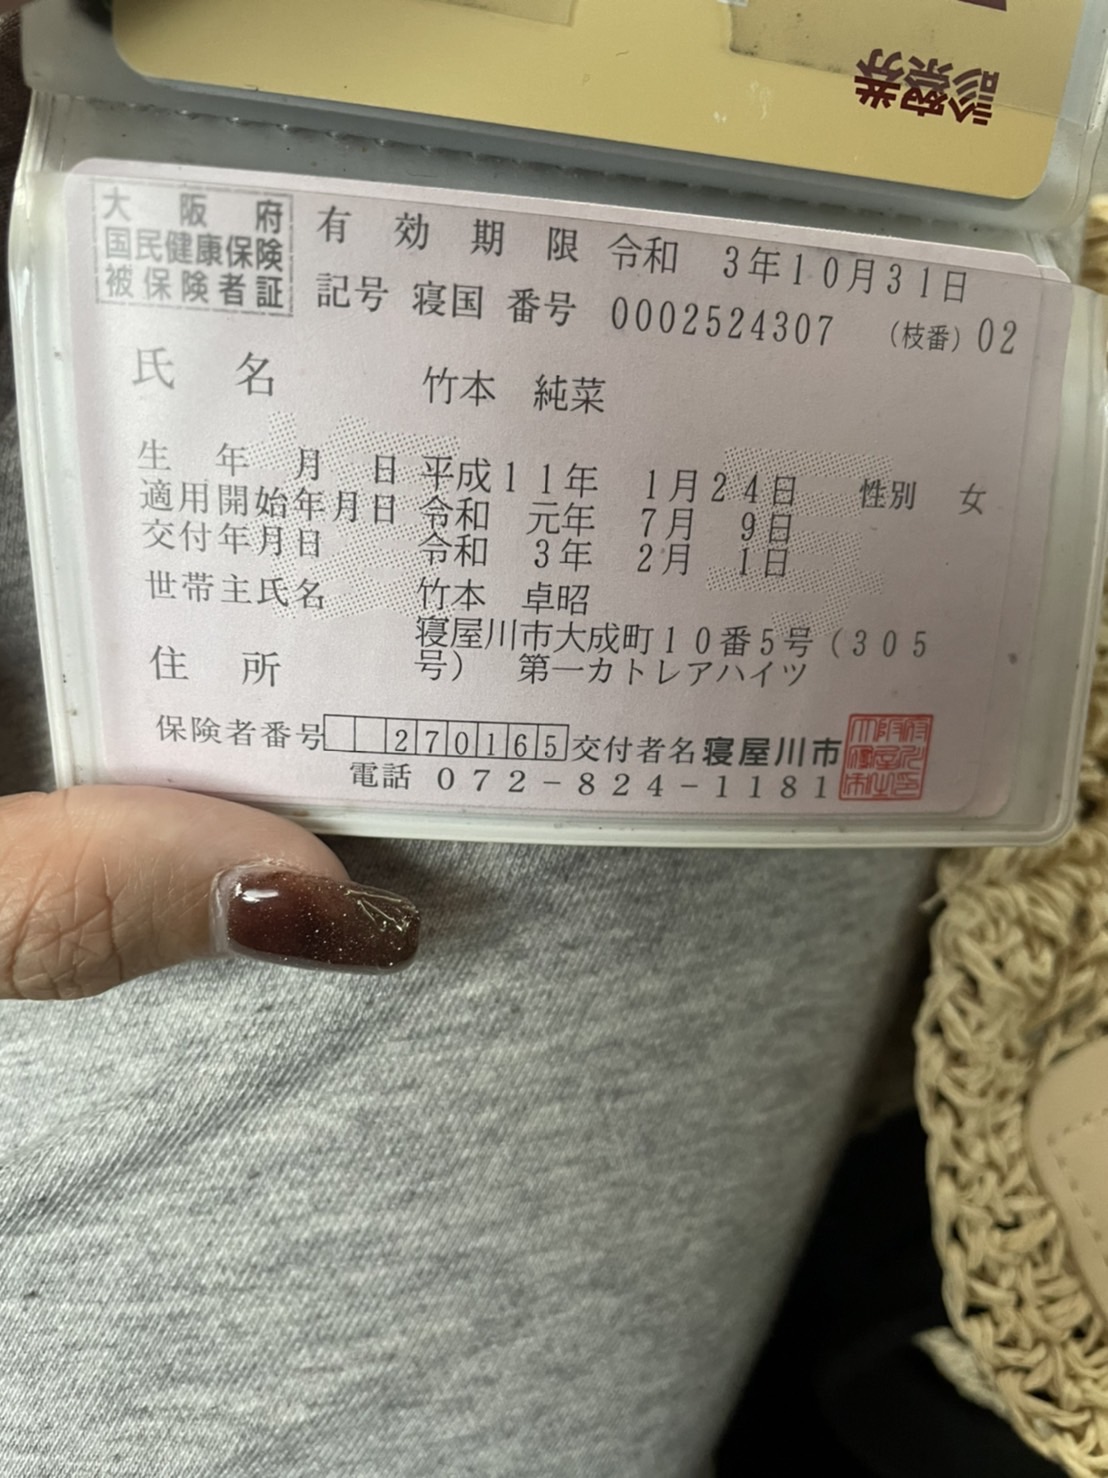 診察券
大阪府
国民健康保険
被保険者証
有効期限 令和 3年10月31日
記号 寝国 番号 0002524307 (枝番) 02
氏名 竹本 純菜
生年月日 平成11年 1月24日 性別 女
適用開始年月日 令和 元年 7月 9日
交付年月日 令和 3年 2月 1日
世帯主氏名 竹本 卓昭
住所 寝屋川市大成町10番5号(305
号) 第一カトレアハイツ
保険者番号 270165 交付者名 寝屋川市
電話 072-824-1181